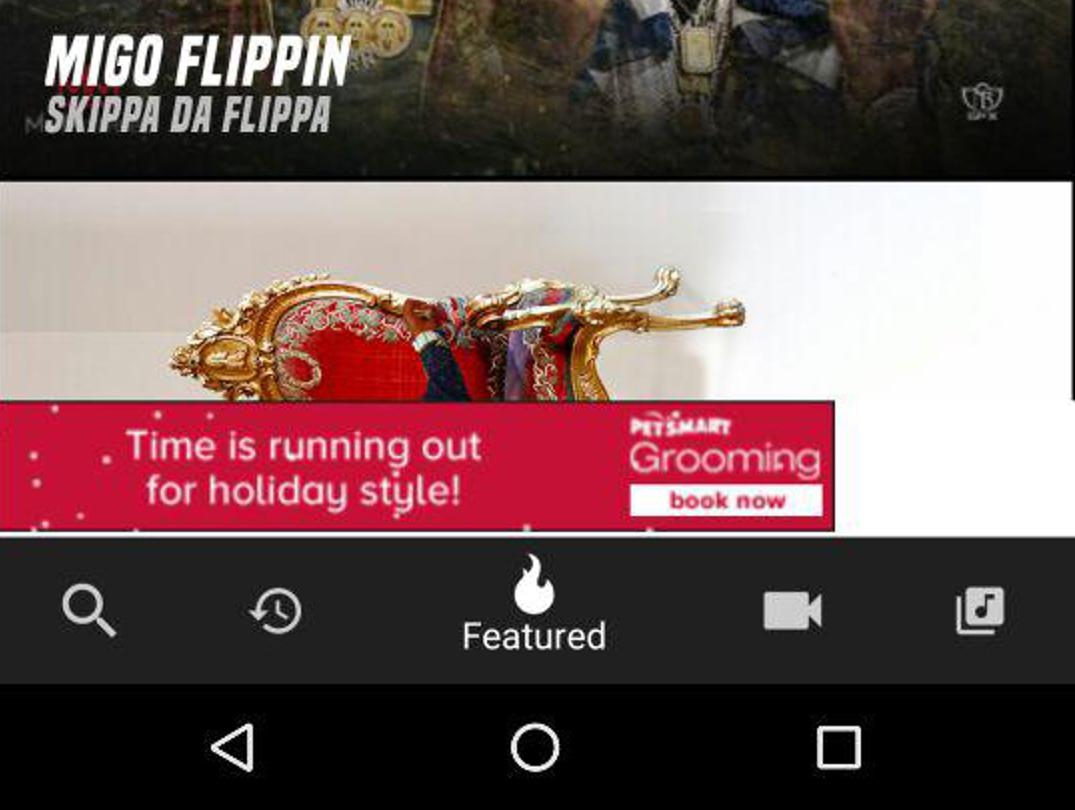 MIGO FLIPPIN
SKIPPA DA FLIPPA
Time is running out
for holiday style!
PETSMART
Grooming
book now
Featured